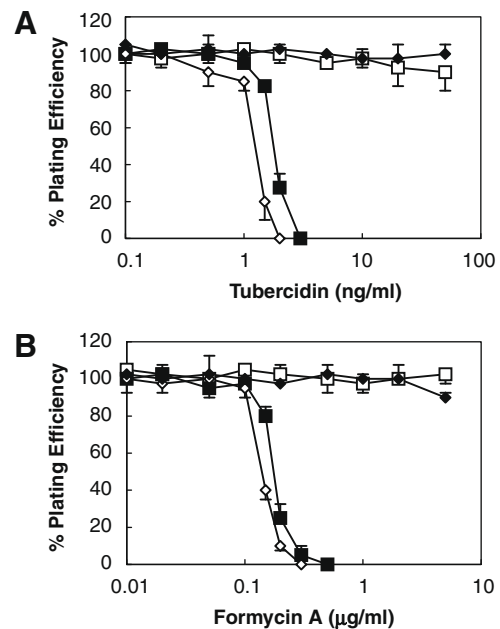 A
% Plating Efficiency
120
100
80
60
40
20
0
0.1 1 10 100
Tubercidin (ng/ml)
B
% Plating Efficiency
120
100
80
60
40
20
0
0.01 0.1 1 10
Formycin A (μg/ml)